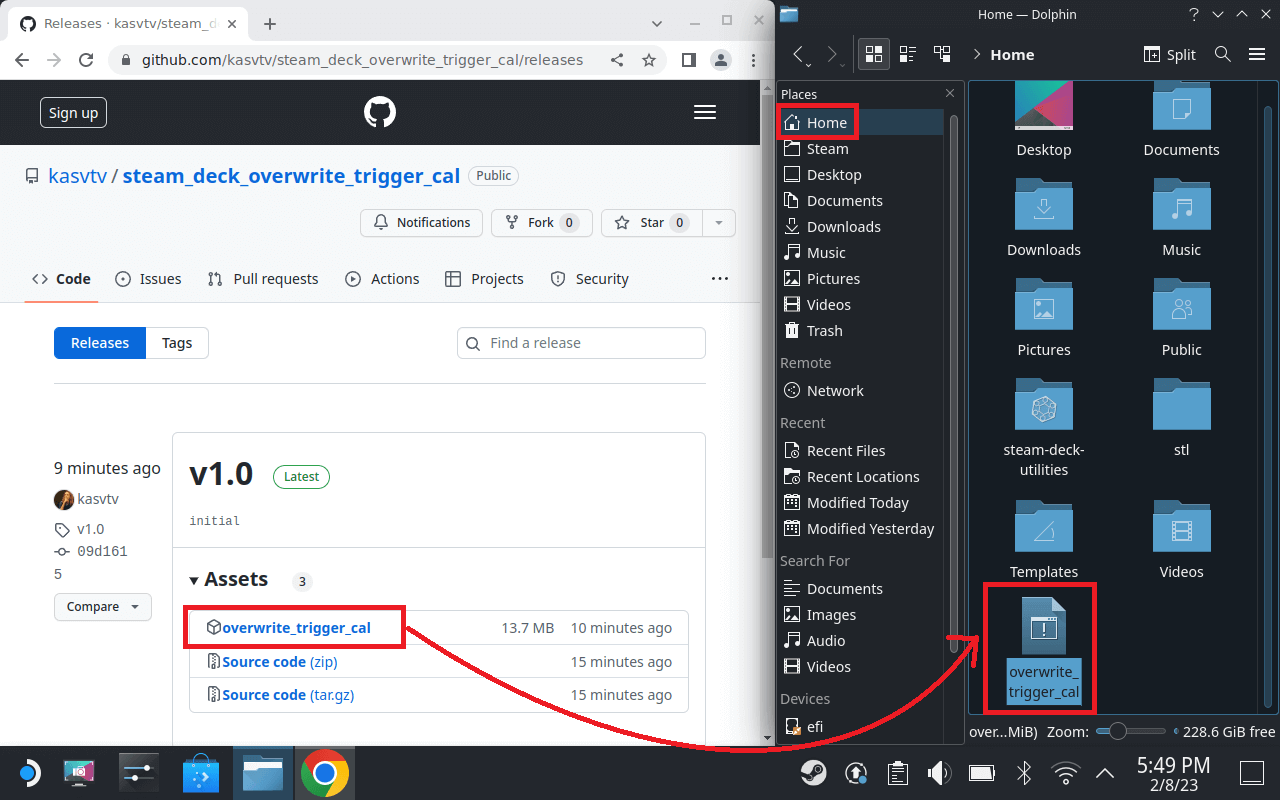 Releases · kasvtv/steam_d
github.com/kasvtv/steam_deck_overwrite_trigger_cal/releases
Sign up
kasvtv / steam_deck_overwrite_trigger_cal Public
Notifications
Fork 0
Star 0
Code
Issues
Pull requests
Actions
Projects
Security
Releases
Tags
Find a release
9 minutes ago
kasvtv
v1.0
09d161
5
Compare
v1.0 Latest
initial
Assets 3
overwrite_trigger_cal 13.7 MB 10 minutes ago
Source code (zip) 15 minutes ago
Source code (tar.gz) 15 minutes ago
Home — Dolphin
Home
Split
Places
Home
Steam
Desktop
Documents
Downloads
Music
Pictures
Videos
Trash
Remote
Network
Recent
Recent Files
Recent Locations
Modified Today
Modified Yesterday
Search For
Documents
Images
Audio
Videos
Devices
efi
Desktop
Documents
Downloads
Music
Pictures
Public
steam-deck-
utilities
stl
Templates
Videos
overwrite_
trigger_cal
over...MiB) Zoom: 228.6 GiB free
5:49 PM
2/8/23